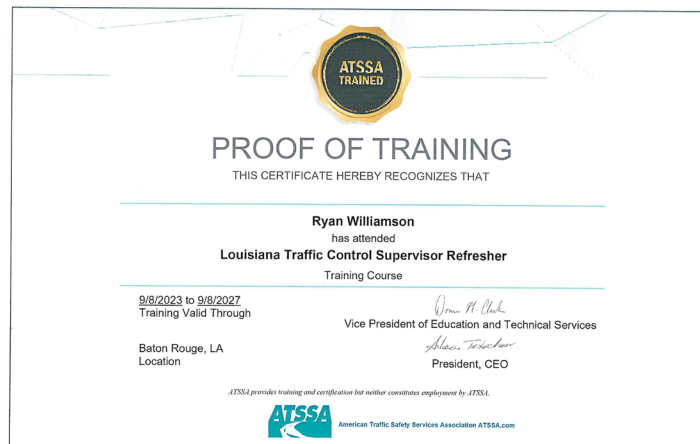 ATSSA
TRAINED
PROOF OF TRAINING
THIS CERTIFICATE HEREBY RECOGNIZES THAT
Ryan Williamson
has attended
Louisiana Traffic Control Supervisor Refresher
Training Course
9/8/2023 to 9/8/2027
Training Valid Through
Vice President of Education and Technical Services
Baton Rouge, LA
Location
President, CEO
ATSSA provides training and certification but neither constitutes employment by ATSSA.
ATSSA
American Traffic Safety Services Association ATSSA.com